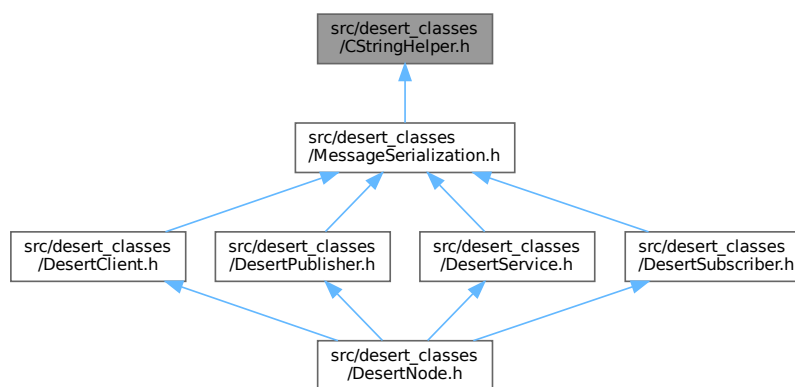 src/desert_classes
/CStringHelper.h
src/desert_classes
/MessageSerialization.h
src/desert_classes
/DesertClient.h
src/desert_classes
/DesertPublisher.h
src/desert_classes
/DesertService.h
src/desert_classes
/DesertSubscriber.h
src/desert_classes
/DesertNode.h